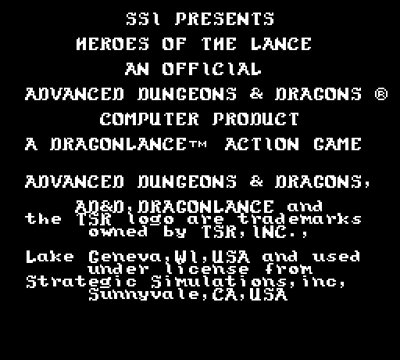 SSI PRESENTS
HEROES OF THE LANCE
AN OFFICIAL
ADVANCED DUNGEONS & DRAGONS ®
COMPUTER PRODUCT
A DRAGONLANCE™ ACTION GAME
ADVANCED DUNGEONS & DRAGONS,
AD&D,DRAGONLANCE and
the TSR logo are trademarks
owned by TSR,INC.,
Lake Geneva,WI,USA and used
under license from
Strategic Simulations,inc,
Sunnyvale,CA,USA